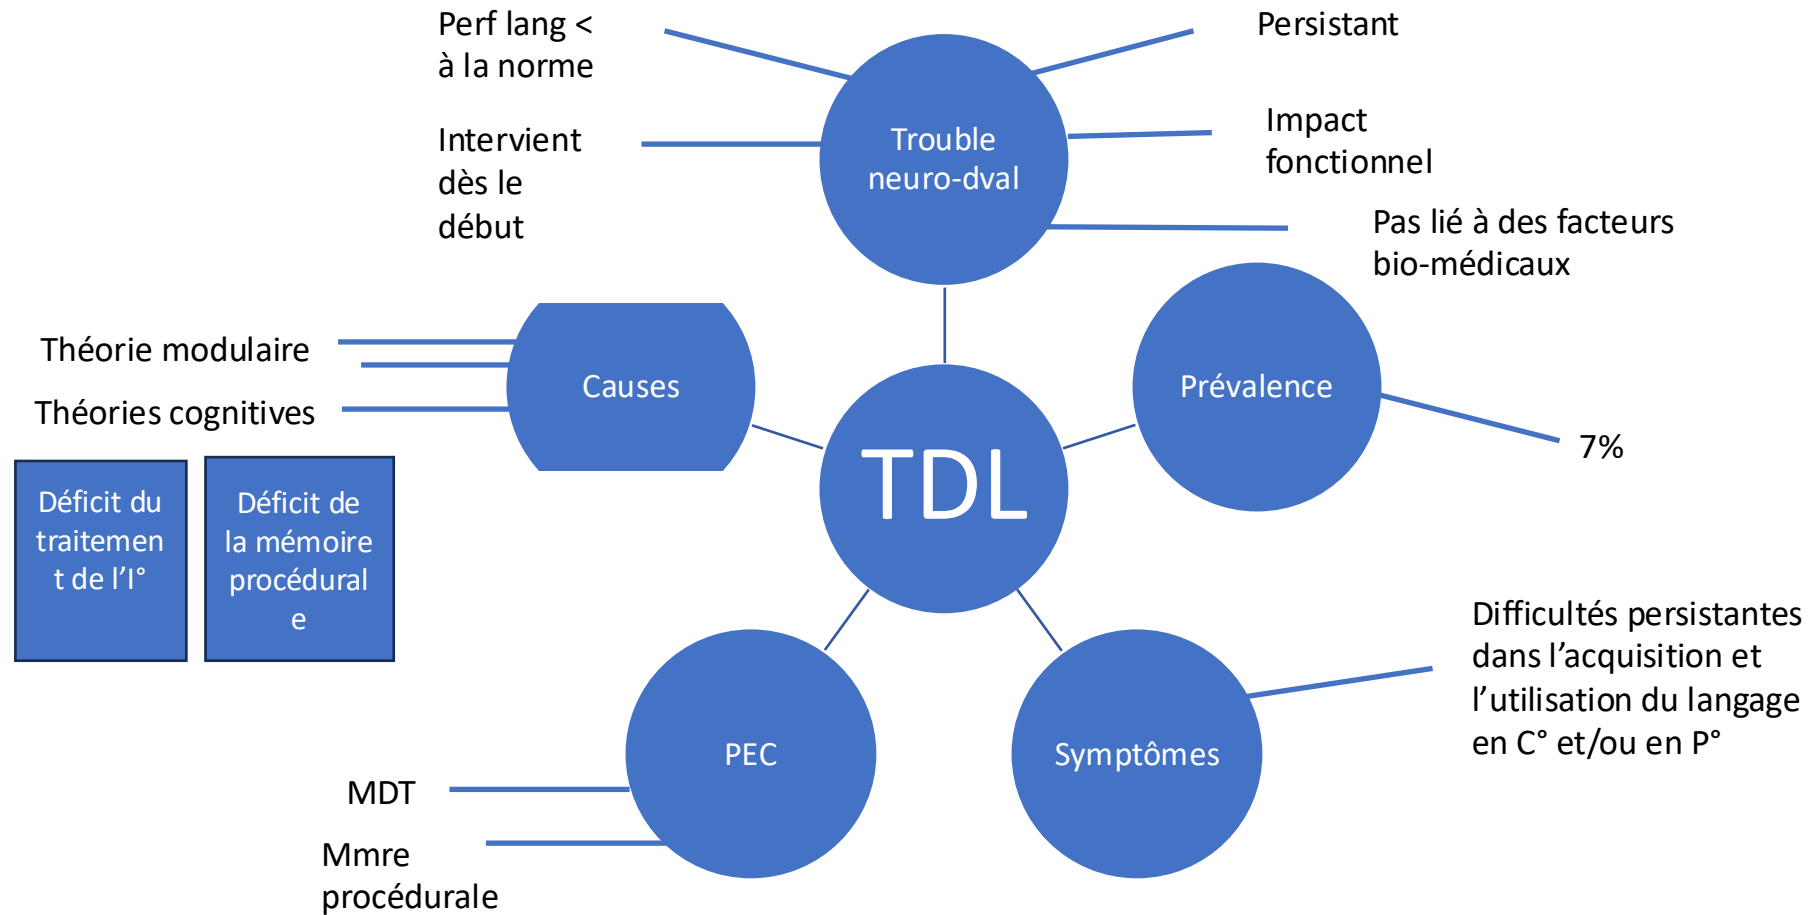 Perf lang <
à la norme
Persistant
Intervient
dès le
début
Trouble
neuro-dval
Impact
fonctionnel
Pas lié à des facteurs
bio-médicaux
Théorie modulaire
Théories cognitives
Causes
Prévalence
7%
TDL
Déficit du
traitemen
t de l’I°
Déficit de
la mémoire
procédural
e
PEC
MDT
Mmre
procédurale
Symptômes
Difficultés persistantes
dans l’acquisition et
l’utilisation du langage
en C° et/ou en P°